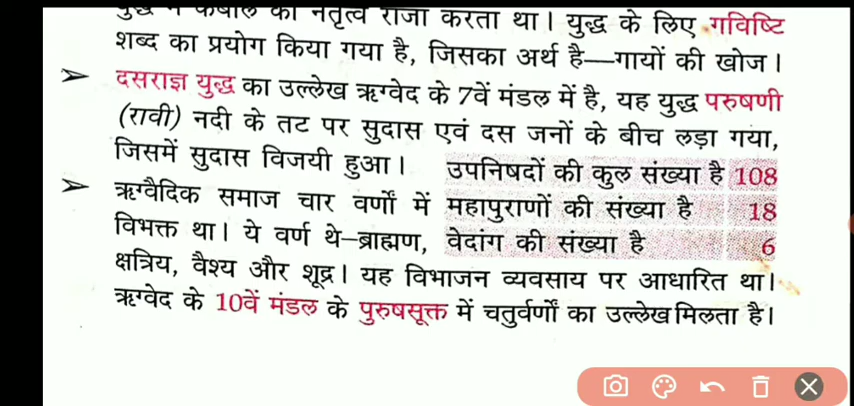 युद्ध में कबीले का नेतृत्व राजा करता था। युद्ध के लिए गविष्टि
शब्द का प्रयोग किया गया है, जिसका अर्थ है—गायों की खोज।
➢ दसराज्ञ युद्ध का उल्लेख ऋग्वेद के 7वें मंडल में है, यह युद्ध परुषणी
(रावी) नदी के तट पर सुदास एवं दस जनों के बीच लड़ा गया,
जिसमें सुदास विजयी हुआ।
➢ ऋग्वैदिक समाज चार वर्णों में
विभक्त था। ये वर्ण थे–ब्राह्मण,
उपनिषदों की कुल संख्या है 108
महापुराणों की संख्या है 18
वेदांग की संख्या है 6
क्षत्रिय, वैश्य और शूद्र। यह विभाजन व्यवसाय पर आधारित था।
ऋग्वेद के 10वें मंडल के पुरुषसूक्त में चतुर्वर्णों का उल्लेख मिलता है।